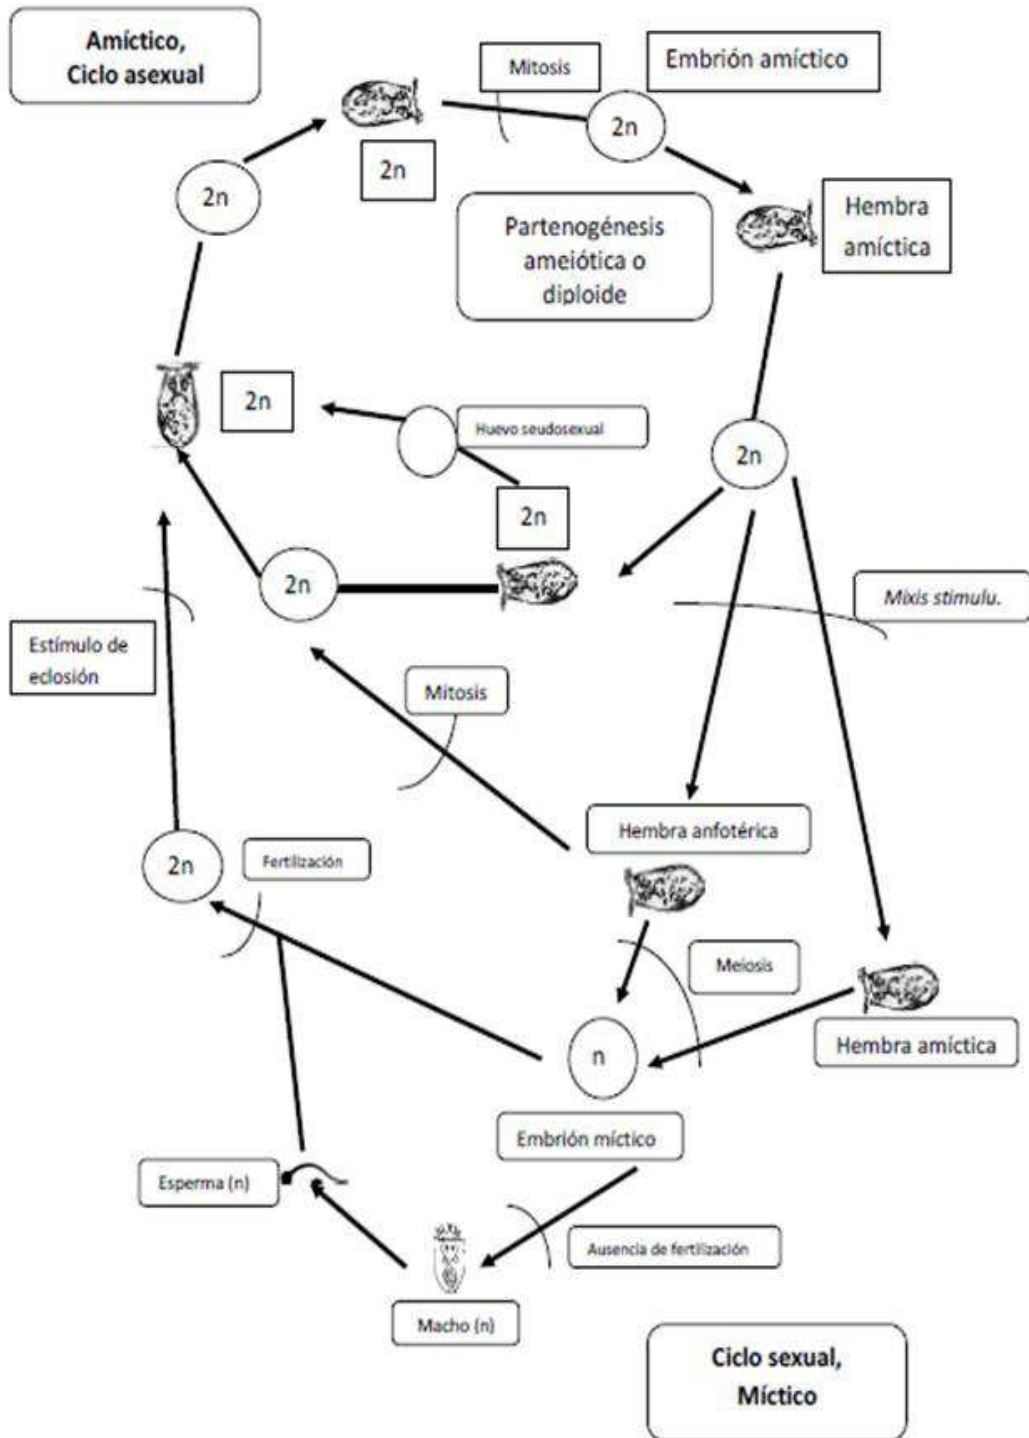 Amíctico,
Ciclo asexual
Mitosis
Embrión amíctico
2n
2n
2n
Partenogénesis
ameiótica o
diploide
Hembra
amíctica
2n
Huevo seudosexual
2n
2n
2n
Mixis stimulu.
Estímulo de
eclosión
Mitosis
Hembra anfotérica
2n
Fertilización
Meiosis
n
Hembra amíctica
Embrión míctico
Esperma (n)
Ausencia de fertilización
Macho (n)
Ciclo sexual,
Míctico